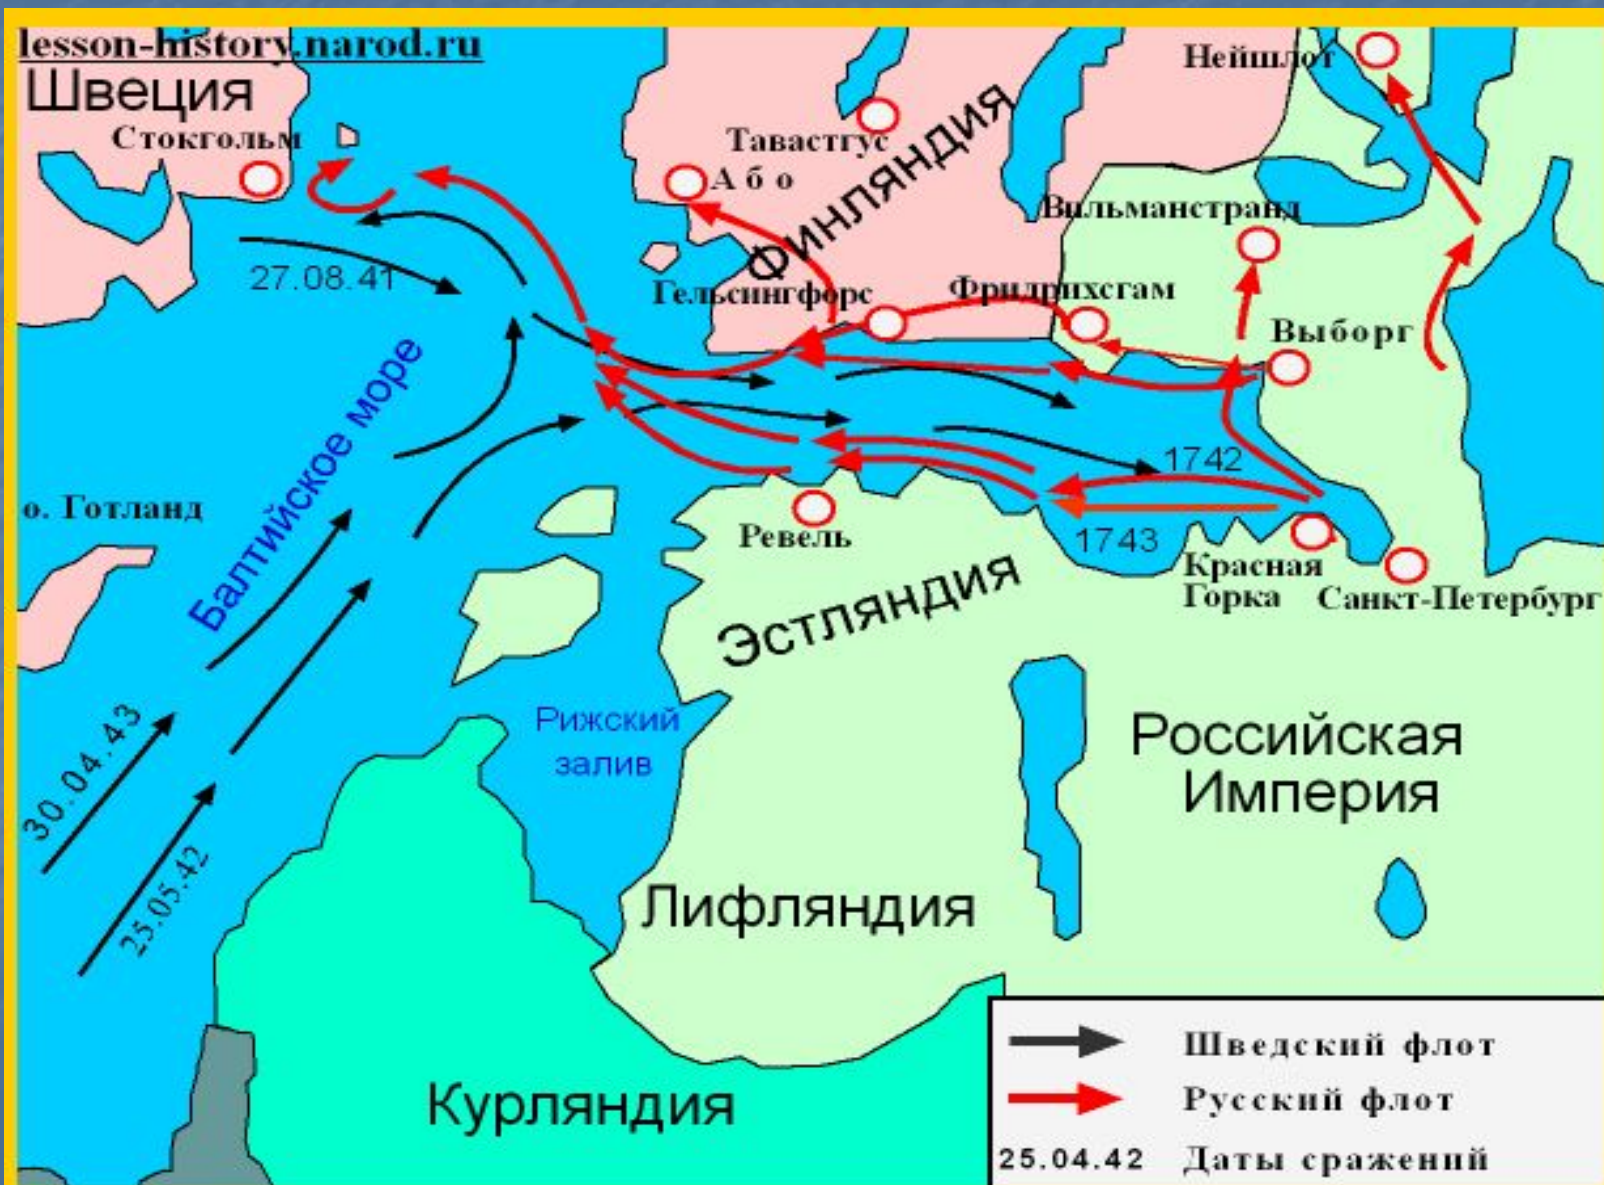 lesson-history.narod.ru
Швеция
Стокгольм
Нейшлот
Тавастгус
Або
Финляндия
Вильманстранд
27.08.41
Гельсингфорс
Фридрихсгам
Выборг
Балтийское море
1742
о. Готланд
Ревель
1743
Красная
Горка
Санкт-Петербург
Эстляндия
Рижский
залив
Российская
Империя
30.04.43
25.05.42
Лифляндия
Курляндия
Шведский флот
Русский флот
25.04.42 Даты сражений